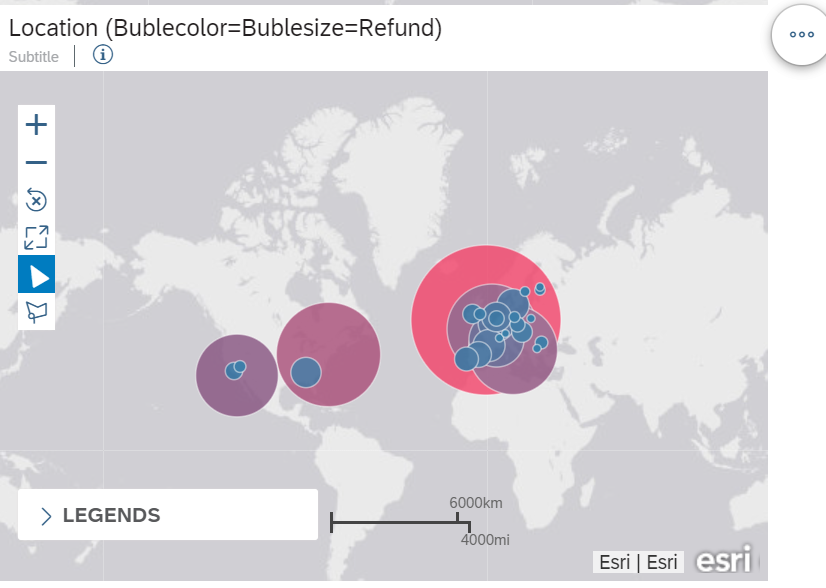 Location (Bublecolor=Bublesize=Refund)
Subtitle
LEGENDS
6000km
4000mi
Esri | Esri
esri